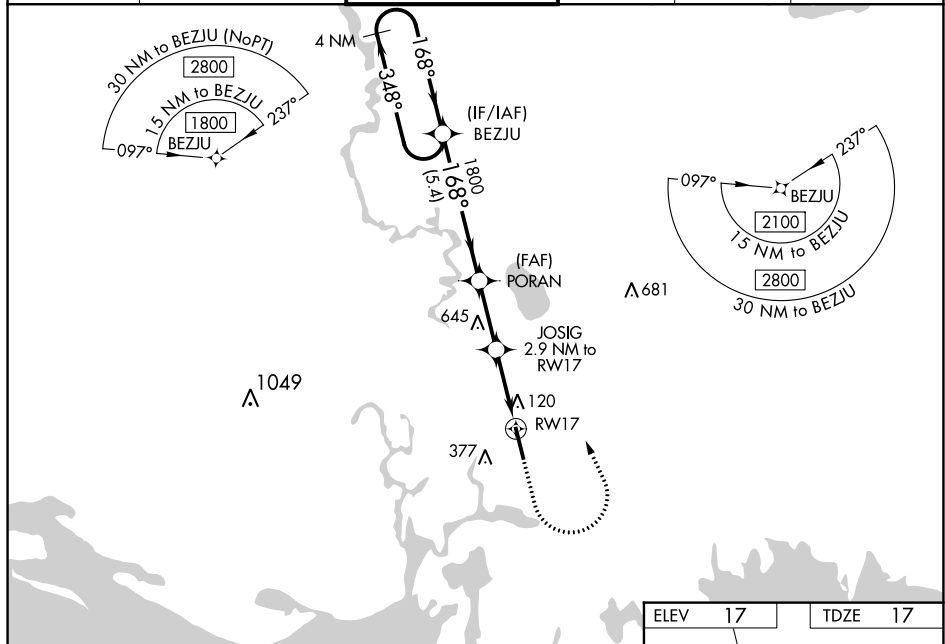 4 NM
30 NM to BEZJU (NoPT)
2800
15 NM to BEZJU
1800
BEZJU
097°
237°
168°
348°
(IF/IAF)
BEZJU
1800
168°
(5.4)
(FAF)
PORAN
645
JOSIG
2.9 NM to
RW17
681
1049
120
RW17
377
097°
237°
BEZJU
2100
15 NM to BEZJU
2800
30 NM to BEZJU
ELEV 17
TDZE 17